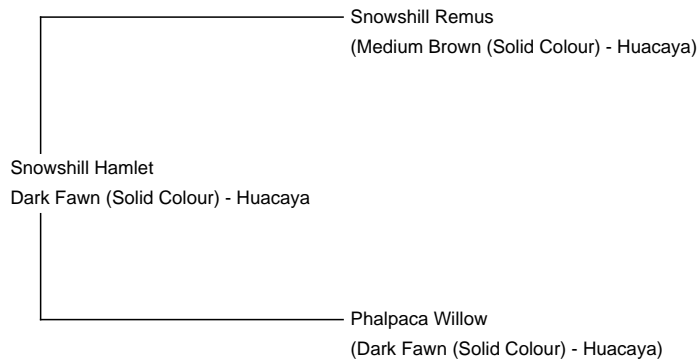 Snowshill Remus
(Medium Brown (Solid Colour) - Huacaya)
Snowshill Hamlet
Dark Fawn (Solid Colour) - Huacaya
Phalpaca Willow
(Dark Fawn (Solid Colour) - Huacaya)